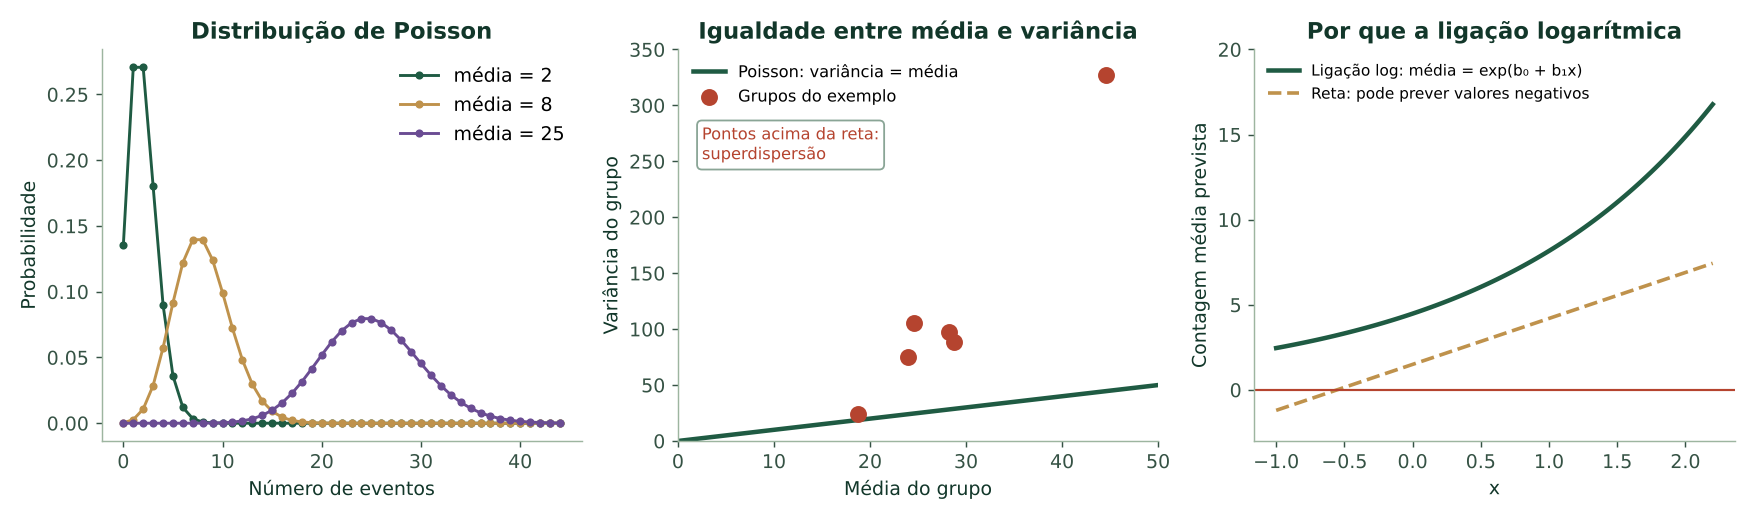 Distribuição de Poisson
média = 2
média = 8
média = 25
0.25
0.20
0.15
0.10
0.05
0.00
Probabilidade
0 10 20 30 40
Número de eventos
Igualdade entre média e variância
Poisson: variância = média
Grupos do exemplo
Pontos acima da reta:
superdispersão
350
300
250
200
150
100
50
0
Variância do grupo
0 10 20 30 40 50
Média do grupo
Por que a ligação logarítmica
Ligação log: média = exp(b₀ + b₁x)
Reta: pode prever valores negativos
20
15
10
5
0
Contagem média prevista
−1.0 −0.5 0.0 0.5 1.0 1.5 2.0
x